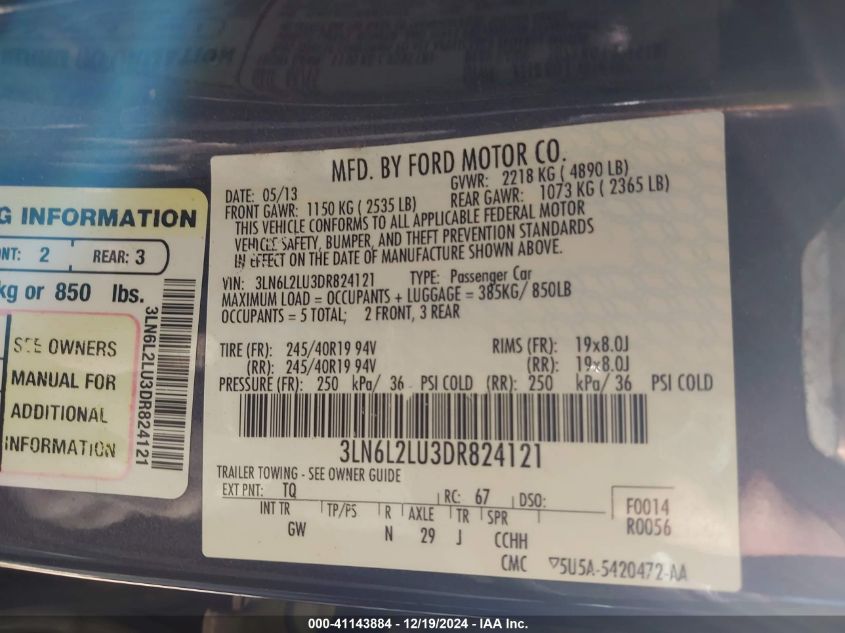 G INFORMATION
NT: 2 REAR: 3
kg or 850 lbs.
SEE OWNERS
MANUAL FOR
ADDITIONAL
INFORMATION
3LN6L2LU3DR824121
MFD. BY FORD MOTOR CO.
DATE: 05/13 GVWR: 2218 KG ( 4890 LB)
FRONT GAWR: 1150 KG ( 2535 LB) REAR GAWR: 1073 KG ( 2365 LB)
THIS VEHICLE CONFORMS TO ALL APPLICABLE FEDERAL MOTOR
VEHICLE SAFETY, BUMPER, AND THEFT PREVENTION STANDARDS
IN EFFECT ON THE DATE OF MANUFACTURE SHOWN ABOVE.
VIN: 3LN6L2LU3DR824121 TYPE: Passenger Car
MAXIMUM LOAD = OCCUPANTS + LUGGAGE = 385KG/ 850LB
OCCUPANTS = 5 TOTAL; 2 FRONT, 3 REAR
TIRE (FR): 245/40R19 94V RIMS (FR): 19x8.0J
(RR): 245/40R19 94V (RR): 19x8.0J
PRESSURE (FR): 250 kPa/ 36 PSI COLD (RR): 250 kPa/ 36 PSI COLD
3LN6L2LU3DR824121
TRAILER TOWING - SEE OWNER GUIDE
EXT PNT: TQ RC: 67 DSO: F0014
INT TR TP/PS R AXLE TR SPR R0056
GW N 29 J CCHH
CMC ▽5U5A-5420472-AA
000-41143884 - 12/19/2024 - IAA Inc.